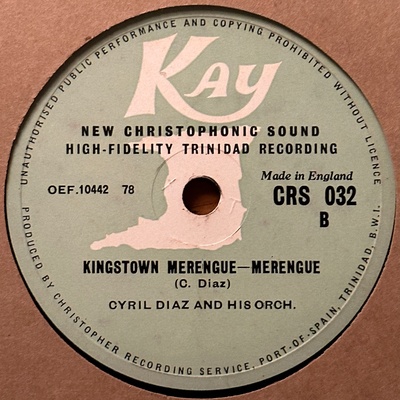 UNAUTHORISED PUBLIC PERFORMANCE AND COPYING PROHIBITED WITHOUT LICENCE
KAY
NEW CHRISTOPHONIC SOUND
HIGH-FIDELITY TRINIDAD RECORDING
OEF.10442 78
Made in England
CRS 032
B
KINGSTOWN MERENGUE—MERENGUE
(C. Diaz)
CYRIL DIAZ AND HIS ORCH.
PRODUCED BY CHRISTOPHER RECORDING SERVICE, PORT-OF-SPAIN, TRINIDAD, B.W.I.